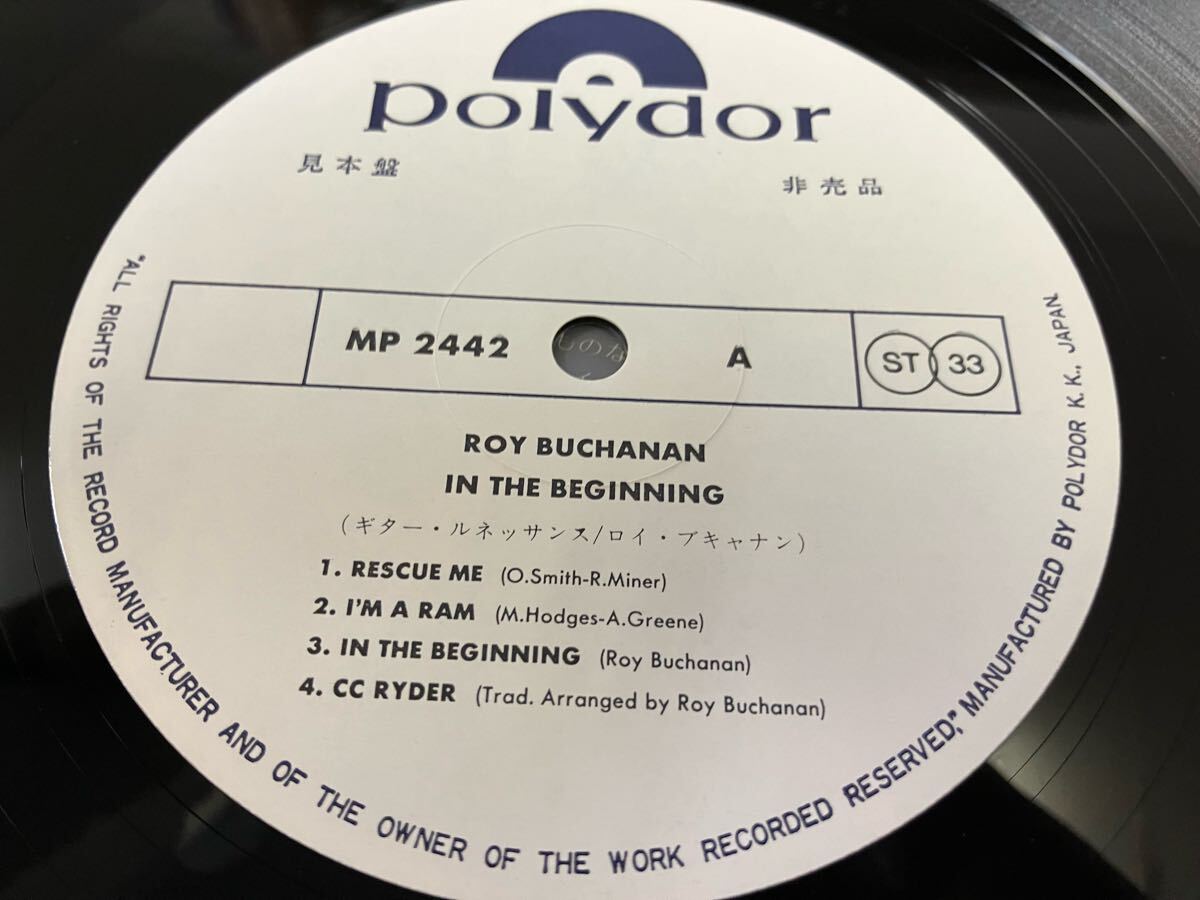 polydor
見本盤
非売品
MP 2442
A
ST 33
ROY BUCHANAN
IN THE BEGINNING
(ギター・ルネッサンス/ロイ・ブキャナン)
1. RESCUE ME (O.Smith-R.Miner)
2. I'M A RAM (M.Hodges-A.Greene)
3. IN THE BEGINNING (Roy Buchanan)
4. CC RYDER (Trad. Arranged by Roy Buchanan)
"ALL RIGHTS OF THE RECORD MANUFACTURER AND OF THE OWNER OF THE WORK RECORDED RESERVED," MANUFACTURED BY POLYDOR K.K., JAPAN
しのな